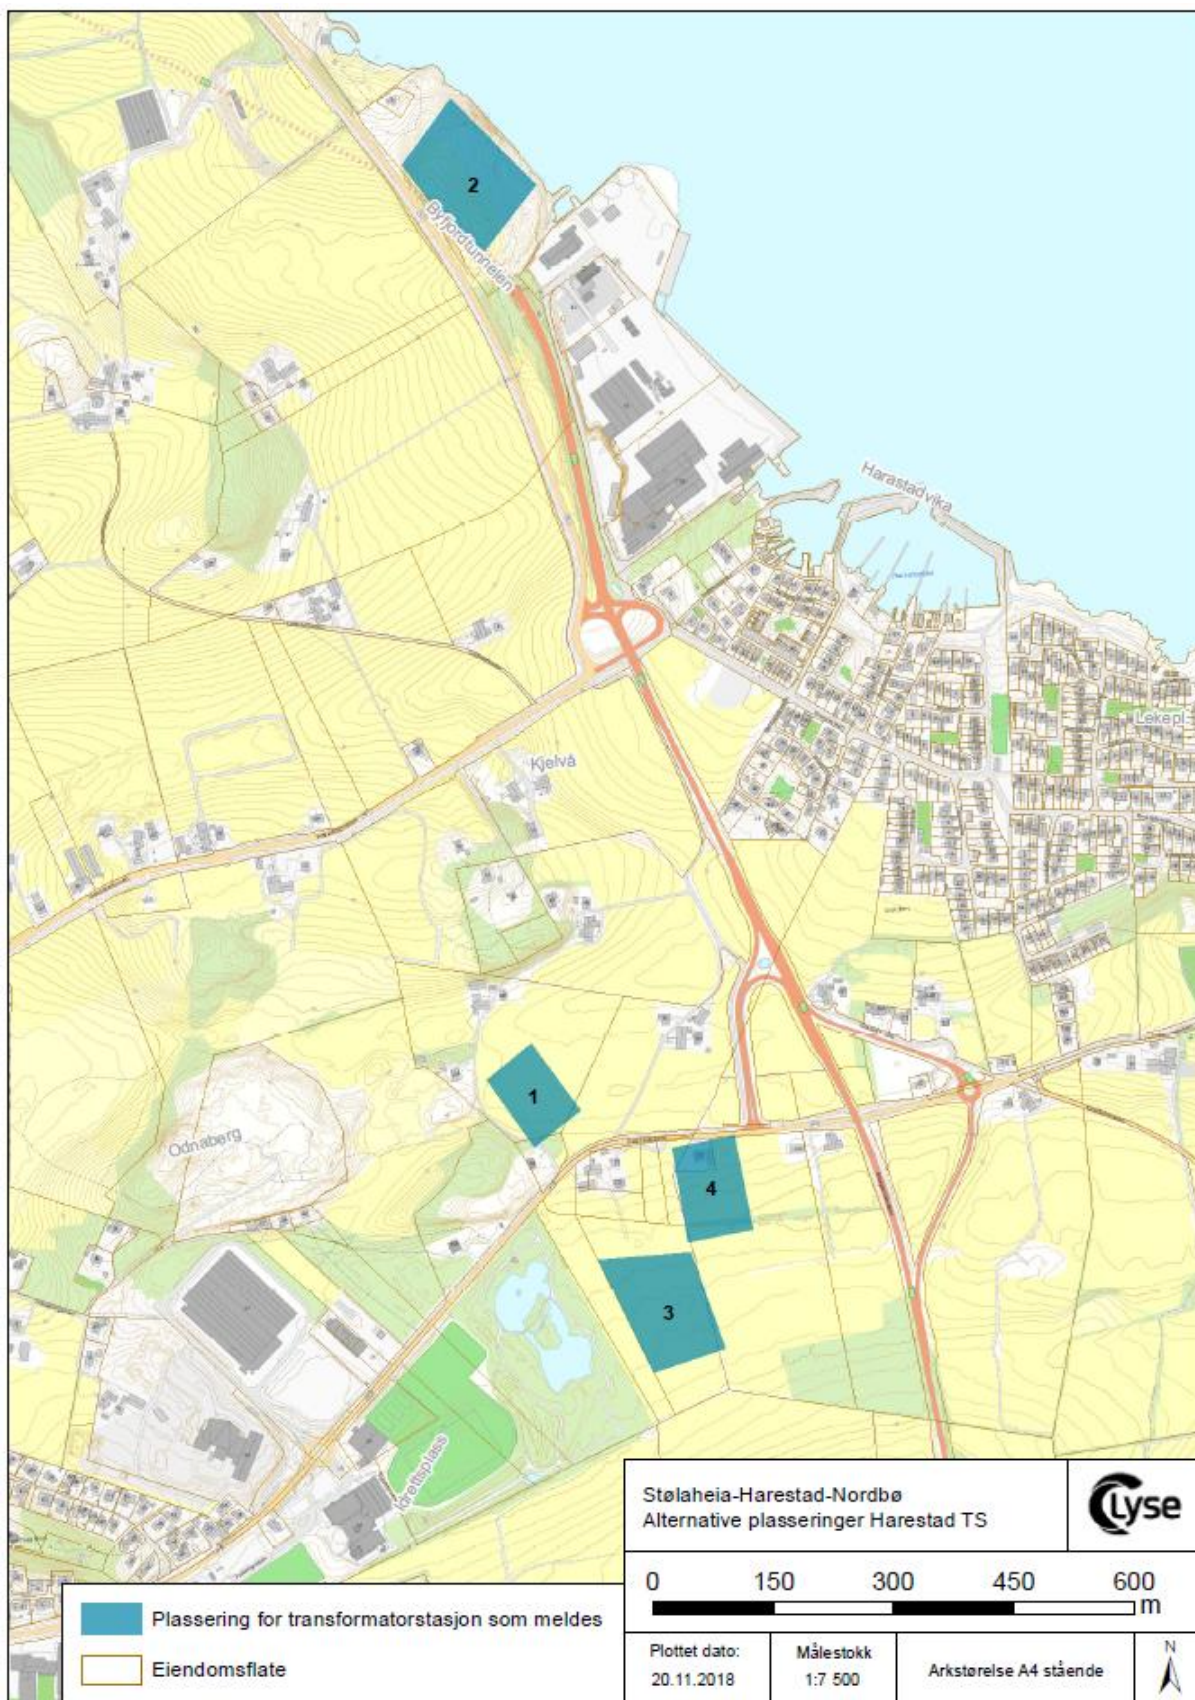 2
Byfjordtunnelen
Harastadvika
Lekepl.
Kjelvå
1
Odnaberg
4
3
Idrettsplass
Stølaheia-Harestad-Nordbø
Alternative plasseringer Harestad TS
Lyse
0 150 300 450 600
m
Plassering for transformatorstasjon som meldes
Eiendomsflate
Plottet dato:
20.11.2018
Målestokk
1:7 500
Arkstørelse A4 stående
N